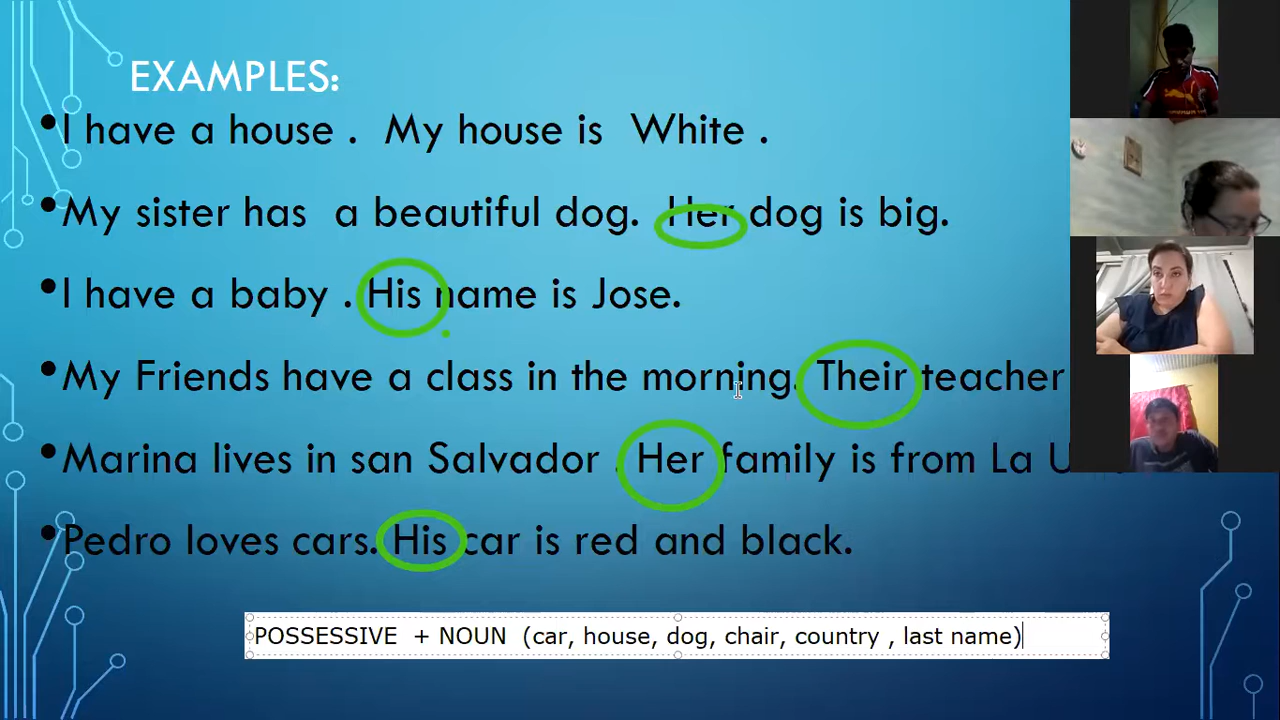 EXAMPLES:
•I have a house . My house is White .
•My sister has a beautiful dog. Her dog is big.
•I have a baby . His name is Jose.
•My Friends have a class in the morning. Their teacher
•Marina lives in san Salvador . Her family is from La
•Pedro loves cars. His car is red and black.
POSSESSIVE + NOUN (car, house, dog, chair, country , last name)